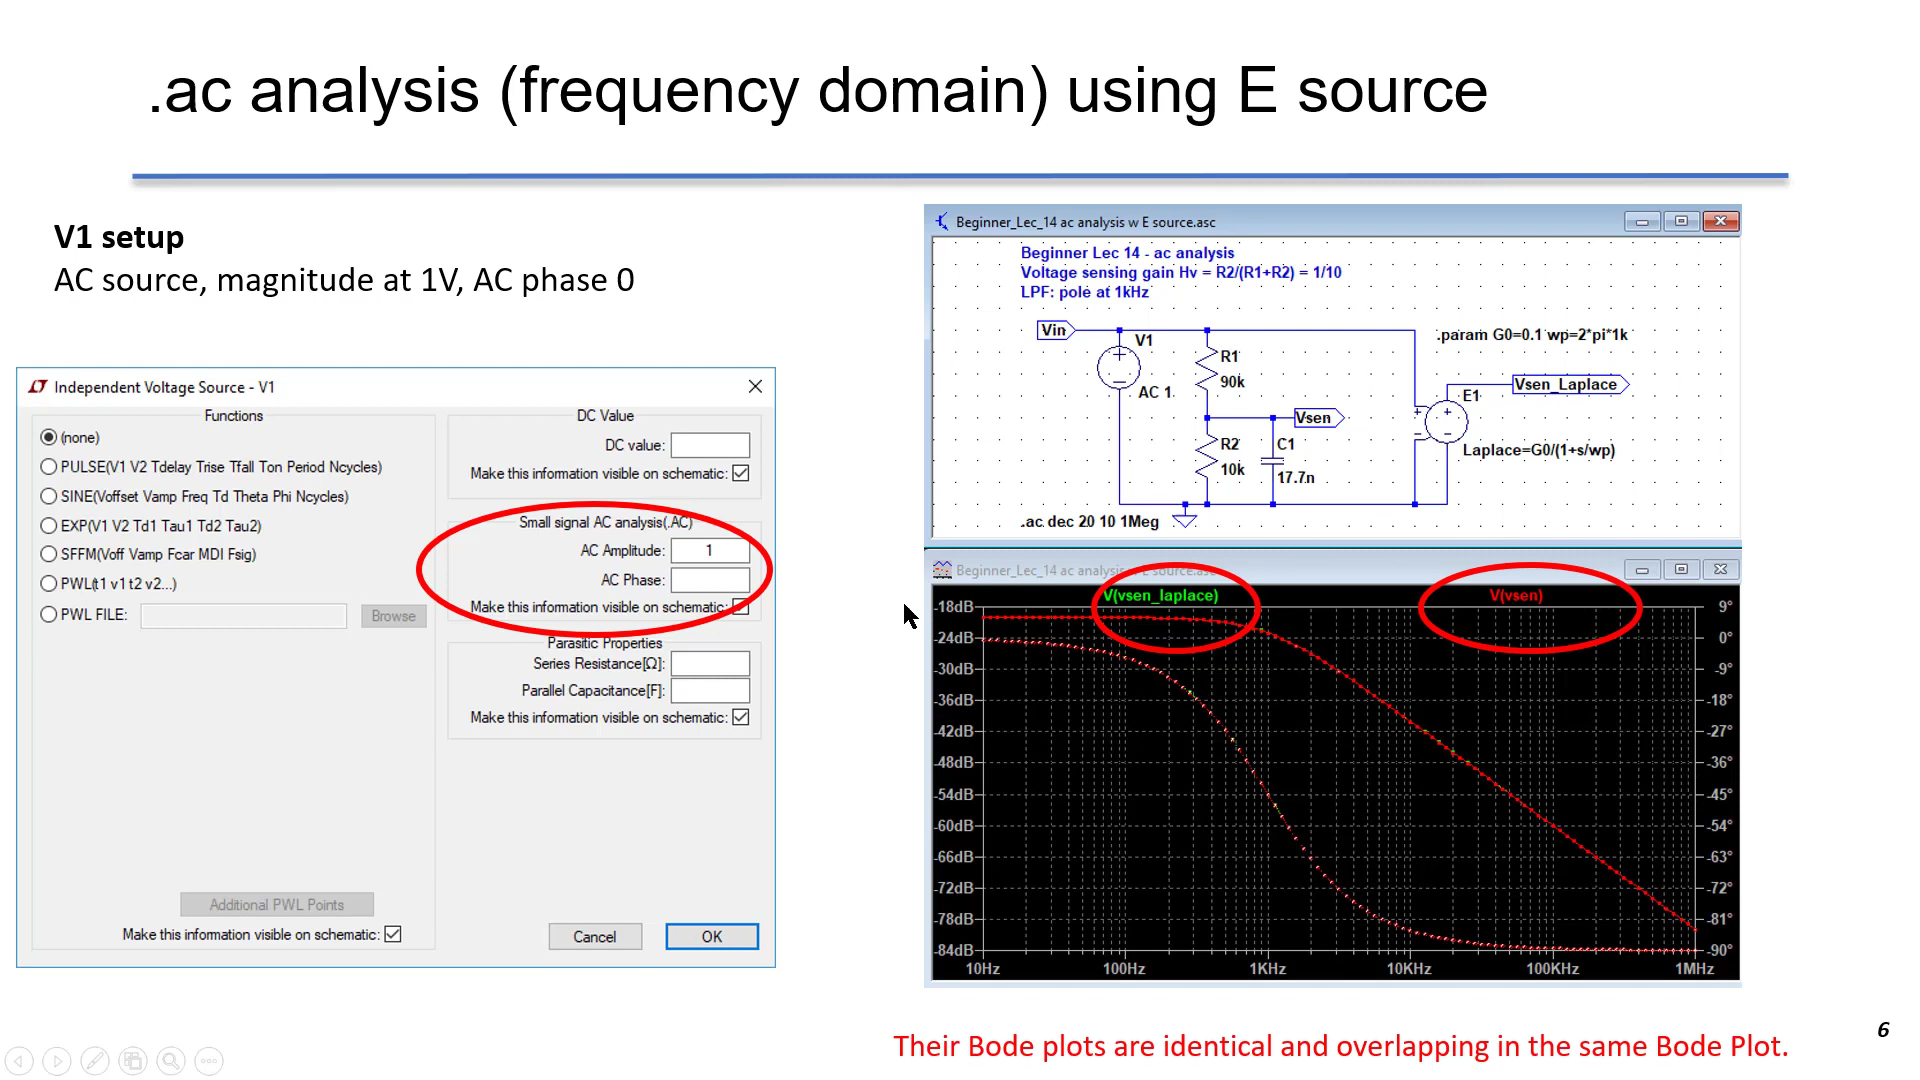 .ac analysis (frequency domain) using E source
V1 setup
AC source, magnitude at 1V, AC phase 0
Independent Voltage Source - V1
Functions
(none)
PULSE(V1 V2 Tdelay Trise Tfall Ton Period Ncycles)
SINE(Voffset Vamp Freq Td Theta Phi Ncycles)
EXP(V1 V2 Td1 Tau1 Td2 Tau2)
SFFM(Voff Vamp Fcar MDI Fsig)
PWL(t1 v1 t2 v2...)
PWL FILE:
Browse
Additional PWL Points
Make this information visible on schematic:
DC Value
DC value:
Make this information visible on schematic:
Small signal AC analysis(.AC)
AC Amplitude: 1
AC Phase:
Make this information visible on schematic:
Parasitic Properties
Series Resistance[Ω]:
Parallel Capacitance[F]:
Make this information visible on schematic:
Cancel
OK
Beginner_Lec_14 ac analysis w E source.asc
Beginner Lec 14 - ac analysis
Voltage sensing gain Hv = R2/(R1+R2) = 1/10
LPF: pole at 1kHz
Vin
V1
AC 1
R1
90k
Vsen
R2
10k
C1
17.7n
.param G0=0.1 wp=2*pi*1k
Vsen_Laplace
E1
Laplace=G0/(1+s/wp)
.ac dec 20 10 1Meg
Beginner_Lec_14 ac analysis E source
V(vsen_laplace)
V(vsen)
-18dB
-24dB
-30dB
-36dB
-42dB
-48dB
-54dB
-60dB
-66dB
-72dB
-78dB
-84dB
9°
0°
-9°
-18°
-27°
-36°
-45°
-54°
-63°
-72°
-81°
-90°
10Hz 100Hz 1KHz 10KHz 100KHz 1MHz
Their Bode plots are identical and overlapping in the same Bode Plot.
6